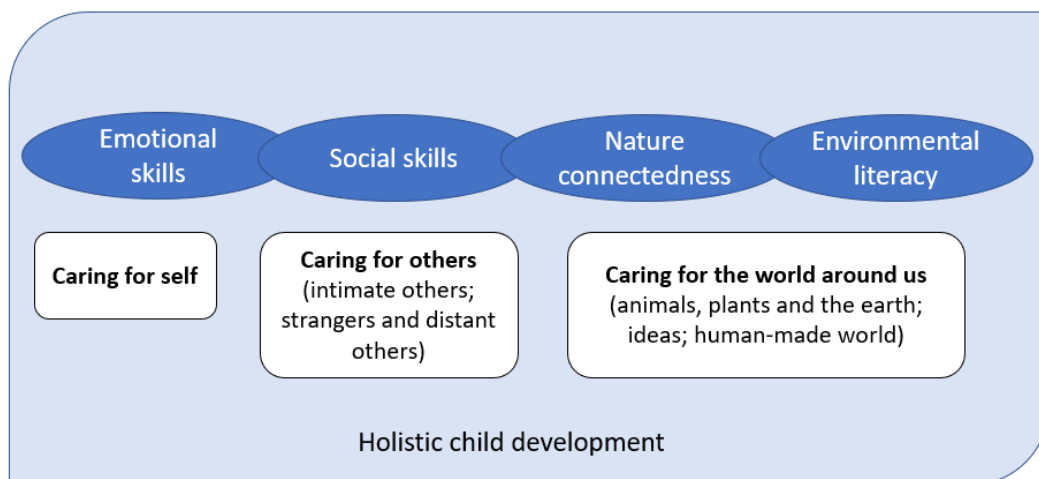 Emotional
skills
Social skills
Nature
connectedness
Environmental
literacy
Caring for self
Caring for others
(intimate others;
strangers and distant
others)
Caring for the world around us
(animals, plants and the earth;
ideas; human-made world)
Holistic child development